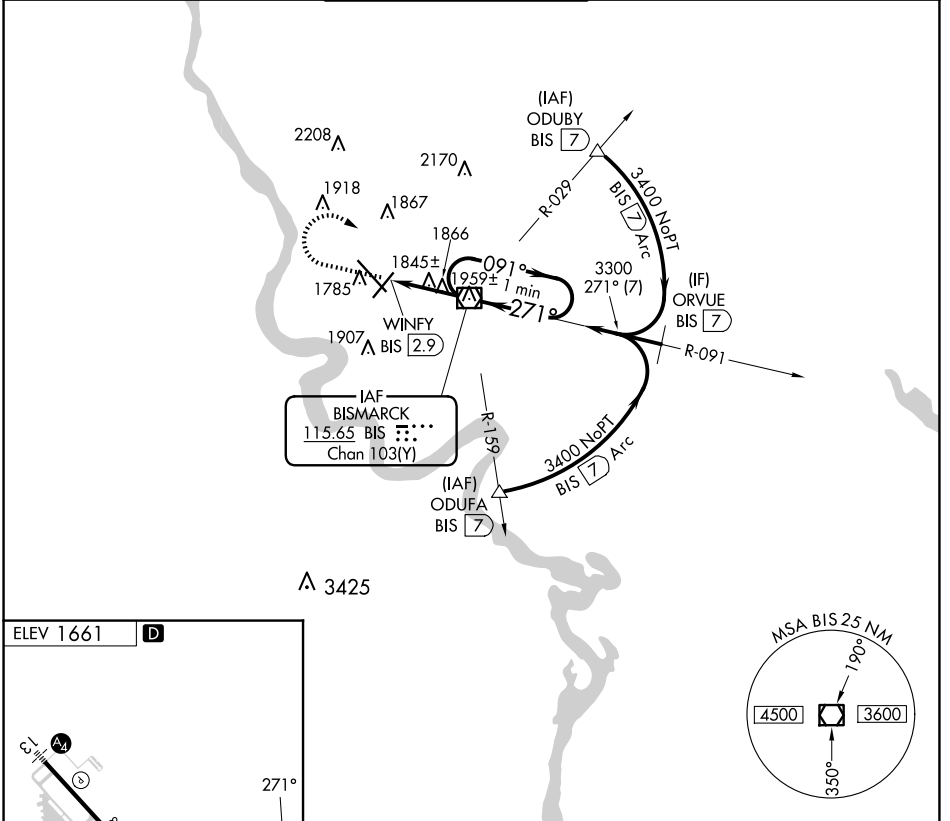 (IAF)
ODUBY
BIS 7
2208
2170
R-029
3400 NoPT
BIS 7 Arc
1918
1867
1866
1845±
091°
1959±
1 min
271°
3300
271° (7)
(IF)
ORVUE
BIS 7
1785
WINFY
BIS 2.9
1907
R-091
IAF
BISMARCK
115.65 BIS
Chan 103(Y)
R-159
3400 NoPT
BIS 7 Arc
(IAF)
ODUFA
BIS 7
3425
ELEV 1661
D
MSA BIS 25 NM
190°
4500
3600
350°
13
A4
P
271°